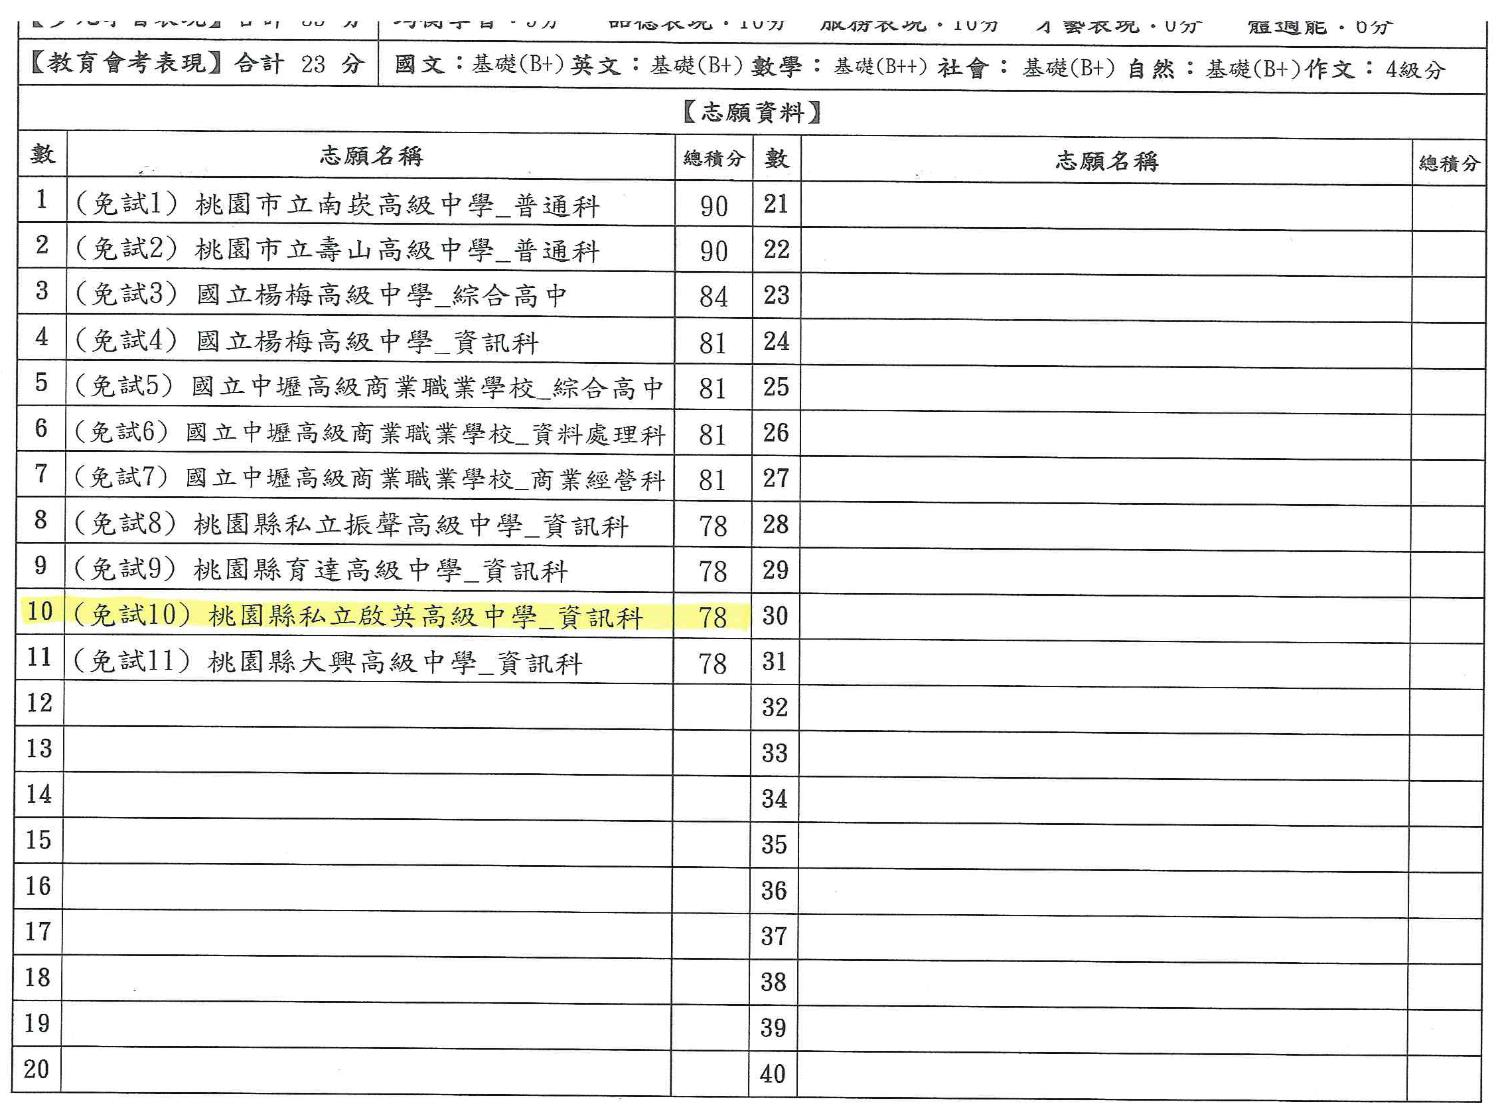 【教育會考表現】合計 23 分 國文：基礎(B+) 英文：基礎(B+) 數學：基礎(B++) 社會：基礎(B+) 自然：基礎(B+) 作文：4級分
【志願資料】
數 志願名稱 總積分 數 志願名稱 總積分
1 (免試1) 桃園市立南崁高級中學_普通科 90 21
2 (免試2) 桃園市立壽山高級中學_普通科 90 22
3 (免試3) 國立楊梅高級中學_綜合高中 84 23
4 (免試4) 國立楊梅高級中學_資訊科 81 24
5 (免試5) 國立中壢高級商業職業學校_綜合高中 81 25
6 (免試6) 國立中壢高級商業職業學校_資料處理科 81 26
7 (免試7) 國立中壢高級商業職業學校_商業經營科 81 27
8 (免試8) 桃園縣私立振聲高級中學_資訊科 78 28
9 (免試9) 桃園縣育達高級中學_資訊科 78 29
10 (免試10) 桃園縣私立啟英高級中學_資訊科 78 30
11 (免試11) 桃園縣大興高級中學_資訊科 78 31
12 32
13 33
14 34
15 35
16 36
17 37
18 38
19 39
20 40